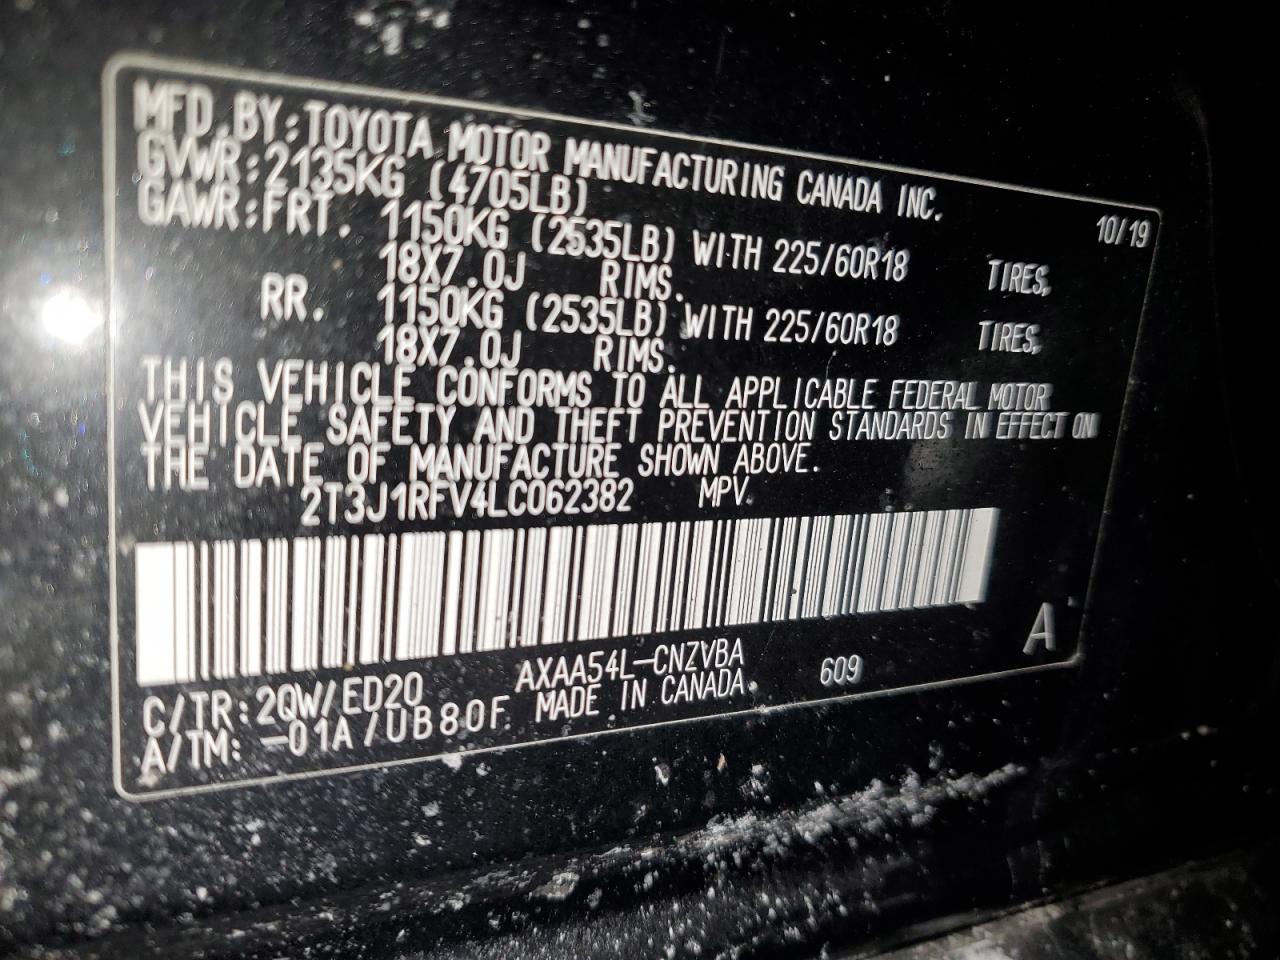 MFD.BY:TOYOTA MOTOR MANUFACTURING CANADA INC.
10/19
GVWR:2135KG (4705LB)
GAWR:FRT. 1150KG (2535LB) WITH 225/60R18 TIRES,
18X7.0J RIMS.
RR. 1150KG (2535LB) WITH 225/60R18 TIRES,
18X7.0J RIMS.
THIS VEHICLE CONFORMS TO ALL APPLICABLE FEDERAL MOTOR
VEHICLE SAFETY AND THEFT PREVENTION STANDARDS IN EFFECT ON
THE DATE OF MANUFACTURE SHOWN ABOVE.
2T3J1RFV4LC062382 MPV
A
C/TR:2QW/ED20 AXAA54L-CNZVBA 609
A/TM: -01A/UB80F MADE IN CANADA.